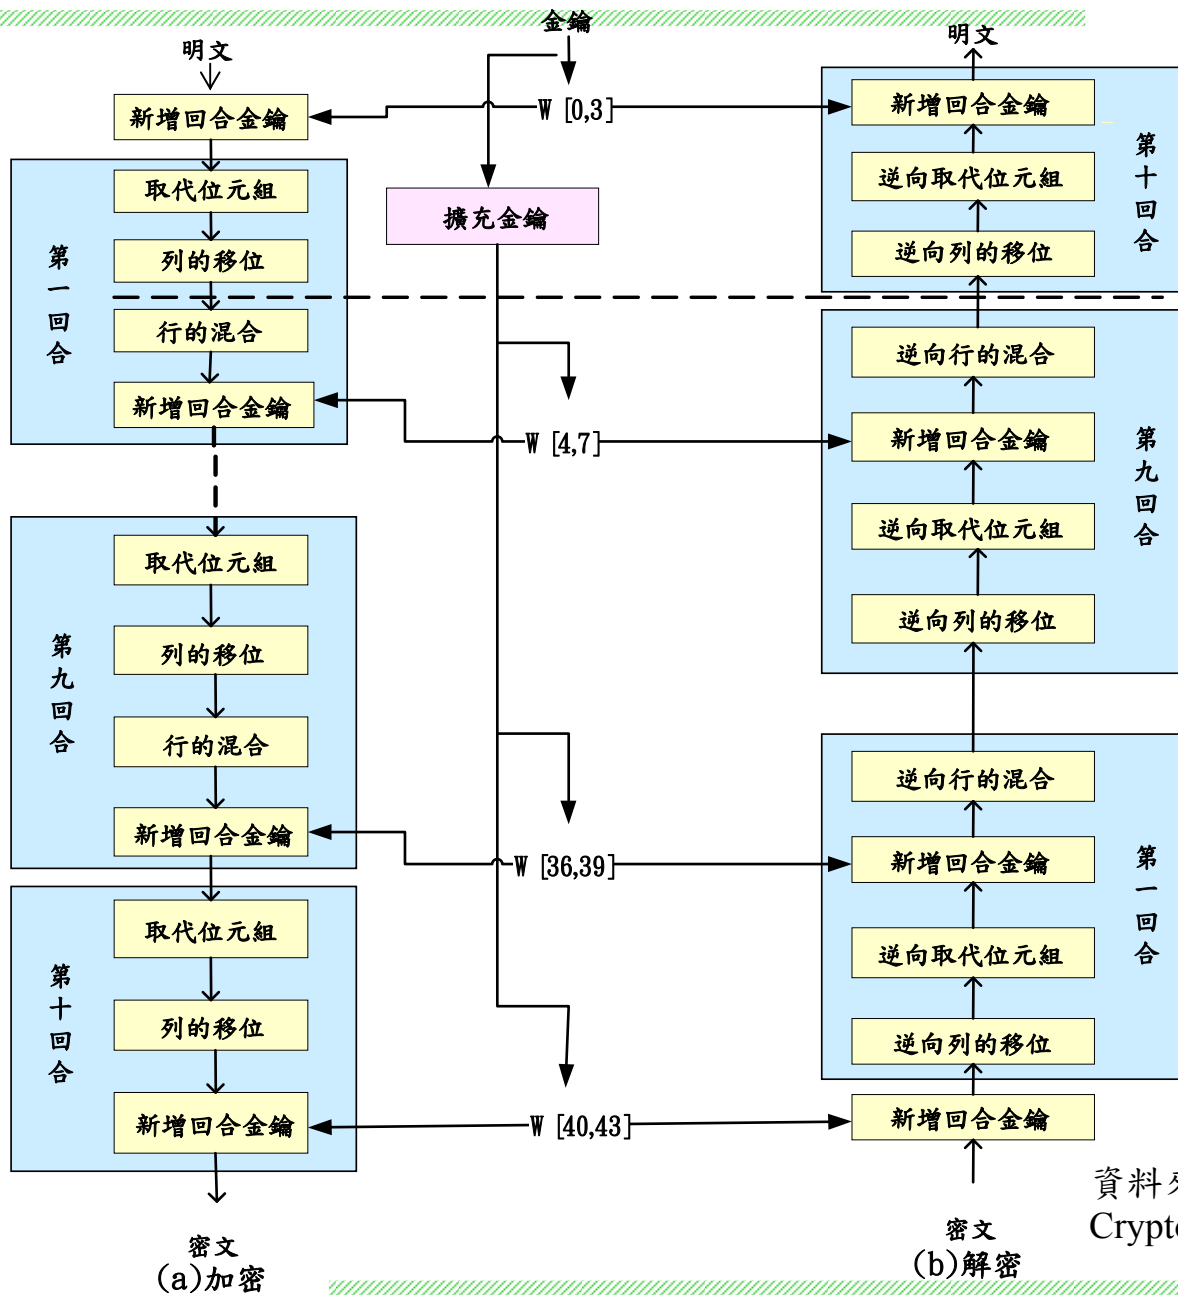 金鑰
明文
新增回合金鑰
第一回合
取代位元組
列的移位
行的混合
新增回合金鑰
第九回合
取代位元組
列的移位
行的混合
新增回合金鑰
第十回合
取代位元組
列的移位
新增回合金鑰
密文
(a)加密
擴充金鑰
W [0,3]
W [4,7]
W [36,39]
W [40,43]
明文
新增回合金鑰
逆向取代位元組
逆向列的移位
第十回合
逆向行的混合
新增回合金鑰
逆向取代位元組
逆向列的移位
第九回合
逆向行的混合
新增回合金鑰
逆向取代位元組
逆向列的移位
第一回合
新增回合金鑰
密文
(b)解密
資料